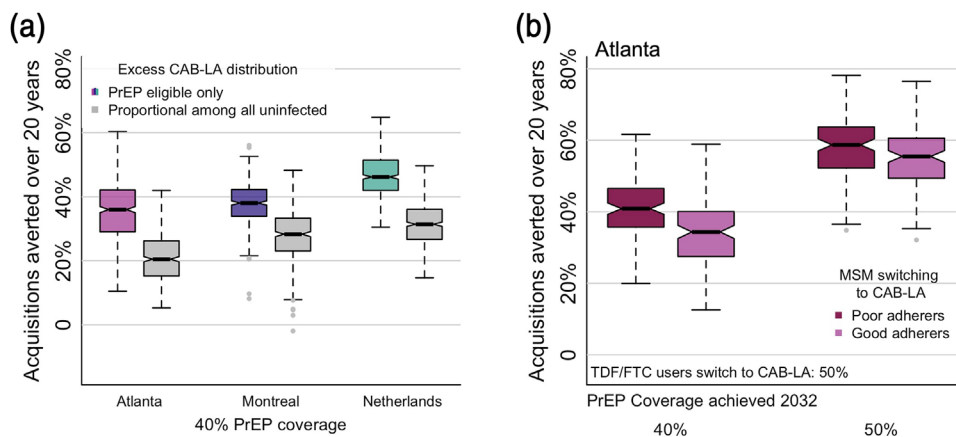 (a)
Acquisitions averted over 20 years
80%
60%
40%
20%
0
Excess CAB-LA distribution
PrEP eligible only
Proportional among all uninfected
Atlanta
Montreal
Netherlands
40% PrEP coverage
(b)
Atlanta
Acquisitions averted over 20 years
80%
60%
40%
20%
0
MSM switching
to CAB-LA
Poor adherers
Good adherers
TDF/FTC users switch to CAB-LA: 50%
PrEP Coverage achieved 2032
40%
50%